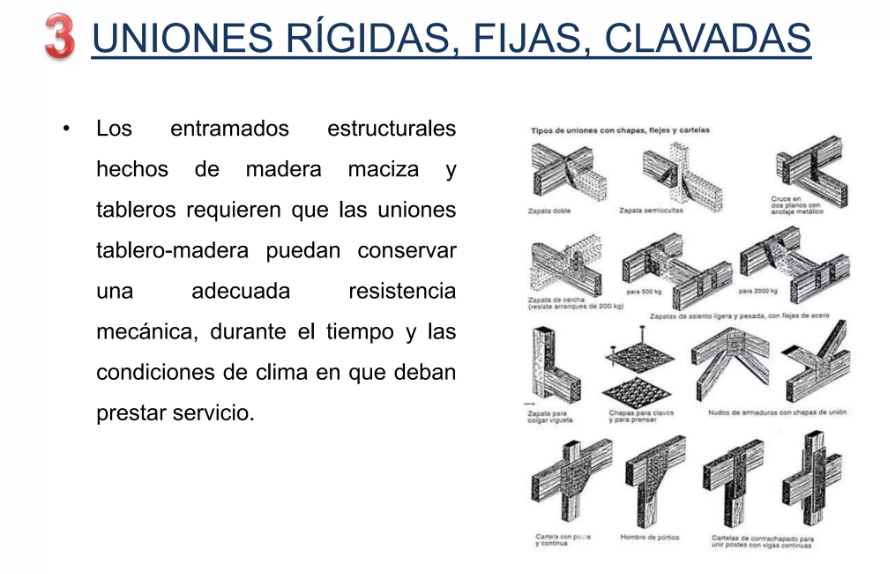 3 UNIONES RÍGIDAS, FIJAS, CLAVADAS
• Los entramados estructurales
hechos de madera maciza y
tableros requieren que las uniones
tablero-madera puedan conservar
una adecuada resistencia
mecánica, durante el tiempo y las
condiciones de clima en que deban
prestar servicio.
Tipos de uniones con chapas, flejes y cartelas
Zapata doble
Zapata semiocultas
Cruce en
dos planos con
anclaje metálico
Zapata de cercha
(resiste arranques de 200 kg)
para 500 kg
para 2000 kg
Zapatas de asiento ligera y pesada, con flejes de acero
Zapata para
colgar vigueta
Chapas para clavos
y para prensar
Nudos de armaduras con chapas de unión
Cartela con
y continua
Hombro de pórtico
Cartelas de contrachapado para
unir postes con vigas continuas